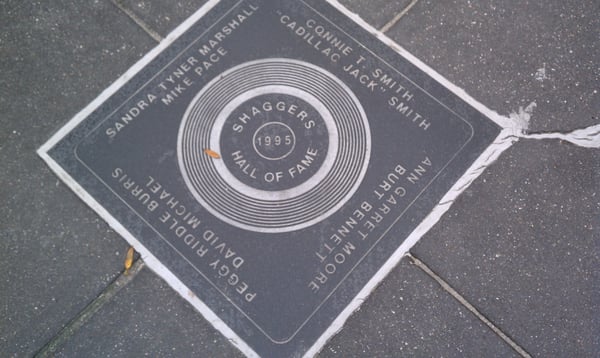 SANDRA TYNER MARSHALL
MIKE PACE
CONNIE T. SMITH
"CADILLAC JACK" SMITH
SHAGGERS
1995
HALL OF FAME
PEGGY RIDDLE BURRIS
DAVID MICHAEL
ANN GARRET MOORE
BURT BENNETT